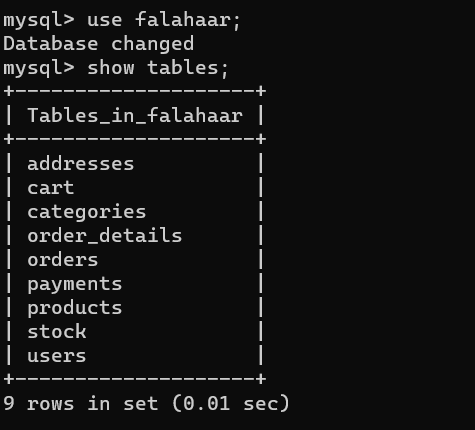 mysql> use falahaar;
Database changed
mysql> show tables;
+--------------------+
| Tables_in_falahaar |
+--------------------+
| addresses          |
| cart               |
| categories         |
| order_details      |
| orders             |
| payments           |
| products           |
| stock              |
| users              |
+--------------------+
9 rows in set (0.01 sec)